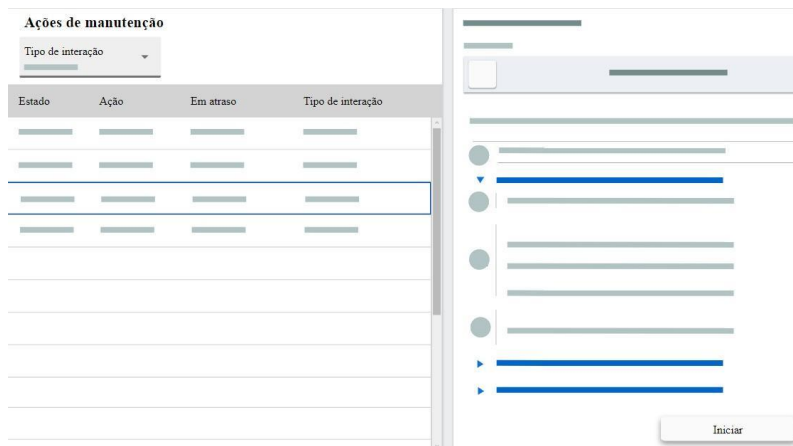 Ações de manutenção
Tipo de interação
Estado Ação Em atraso Tipo de interação
Iniciar